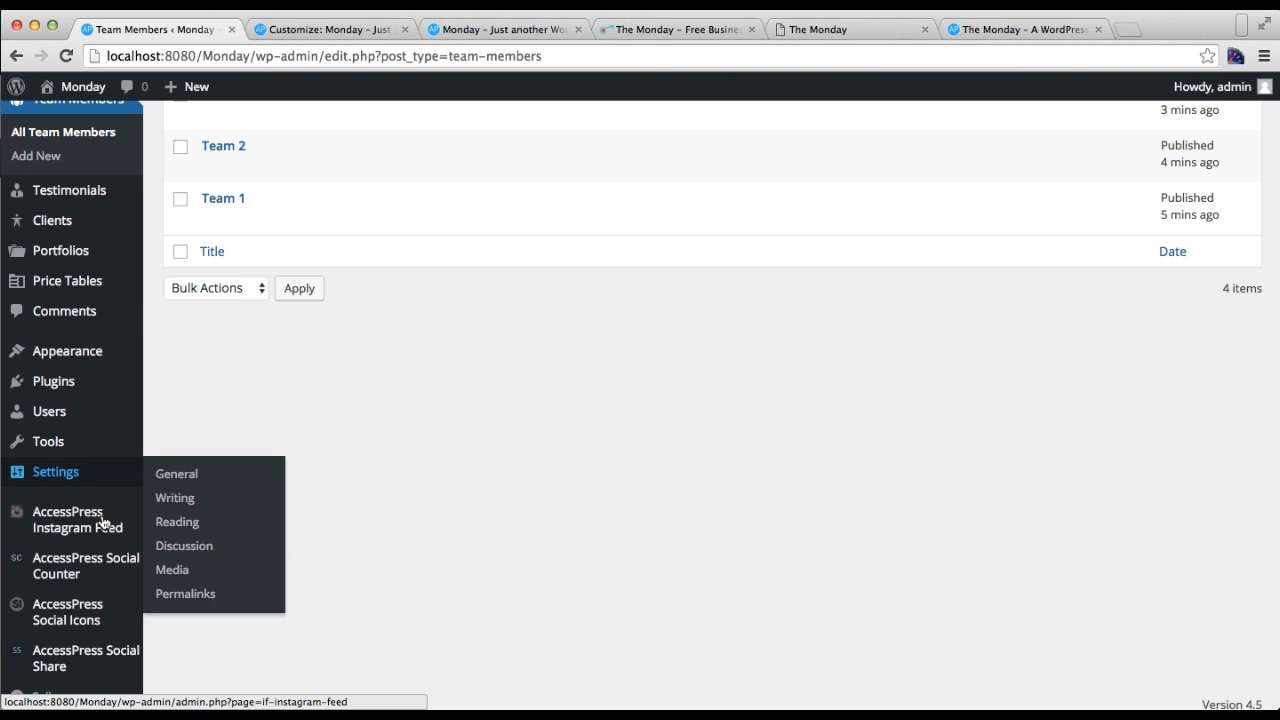 Team Members ‹ Monday -
Customize: Monday - Just
Monday - Just another Wo
The Monday - Free Busine
The Monday
The Monday - A WordPress
localhost:8080/Monday/wp-admin/edit.php?post_type=team-members
Monday 0 + New
Howdy, admin
Team Members
All Team Members
Add New
Testimonials
Clients
Portfolios
Price Tables
Comments
Appearance
Plugins
Users
Tools
Settings
AccessPress
Instagram Feed
SC AccessPress Social
Counter
SI AccessPress
Social Icons
SS AccessPress Social
Share
General
Writing
Reading
Discussion
Media
Permalinks
3 mins ago
Team 2
Published
4 mins ago
Team 1
Published
5 mins ago
Title
Date
Bulk Actions
Apply
4 items
localhost:8080/Monday/wp-admin/admin.php?page=if-instagram-feed
Version 4.5